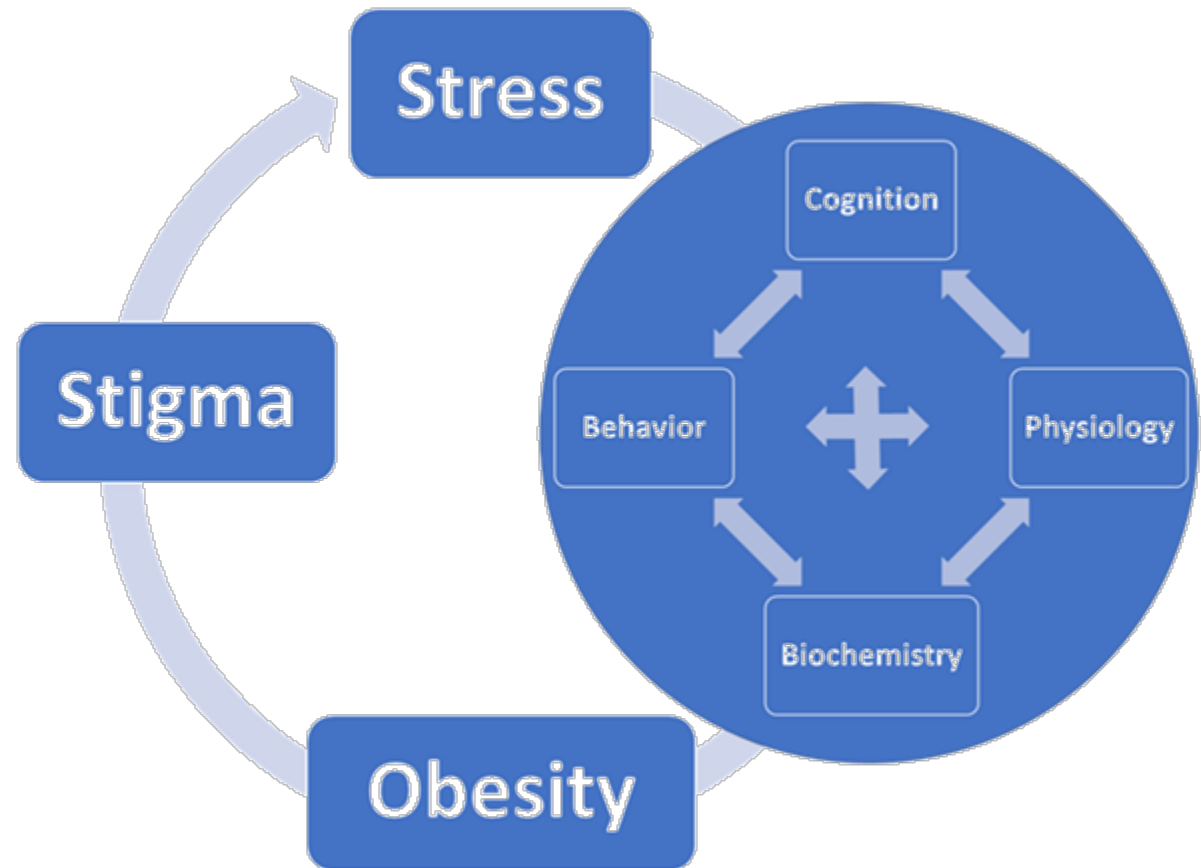 Stress
Cognition
Stigma
Behavior
Physiology
Biochemistry
Obesity